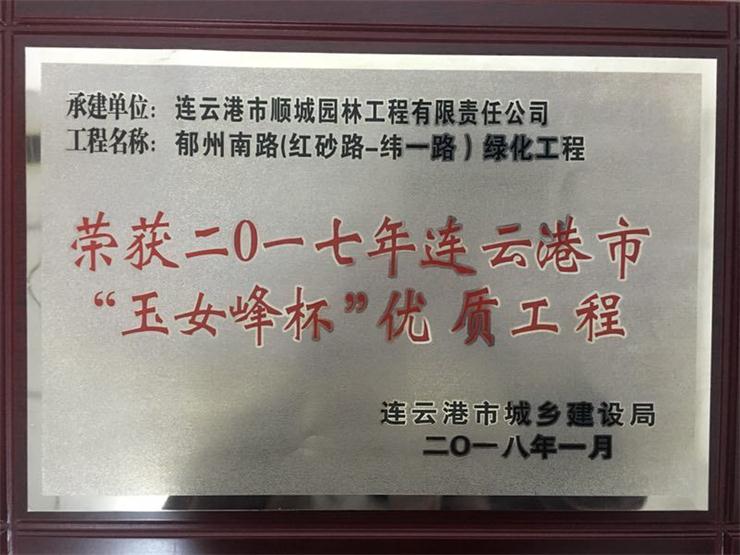 承建单位：连云港市顺城园林工程有限责任公司
工程名称：郁州南路(红砂路-纬一路）绿化工程
荣获二0一七年连云港市
“玉女峰杯”优质工程
连云港市城乡建设局
二O一八年一月